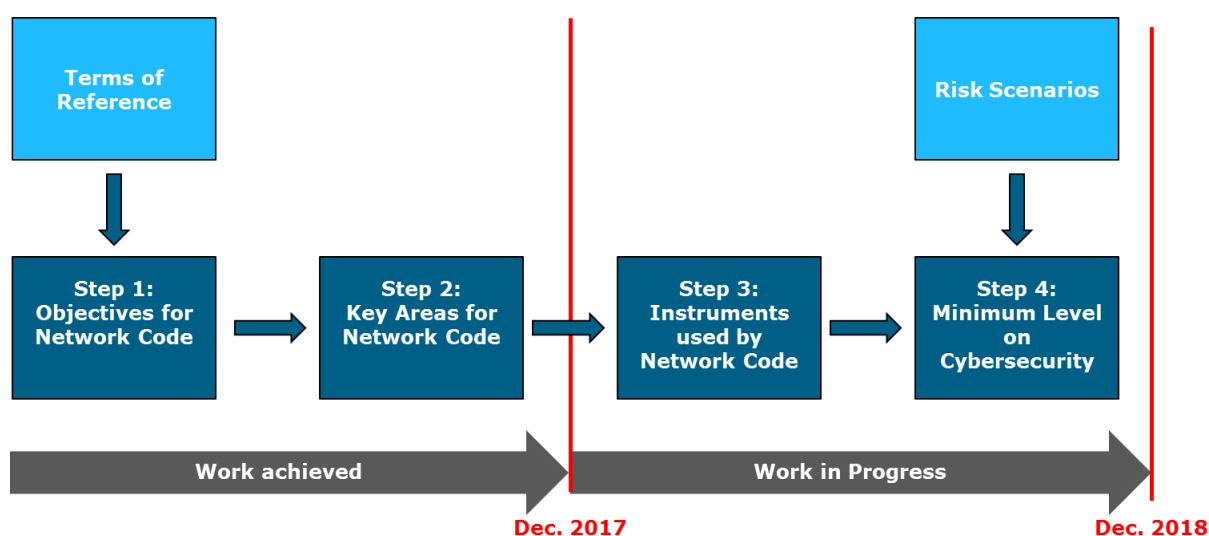 Terms of
Reference
Risk Scenarios
Step 1:
Objectives for
Network Code
Step 2:
Key Areas for
Network Code
Step 3:
Instruments
used by
Network Code
Step 4:
Minimum Level
on
Cybersecurity
Work achieved
Work in Progress
Dec. 2017
Dec. 2018